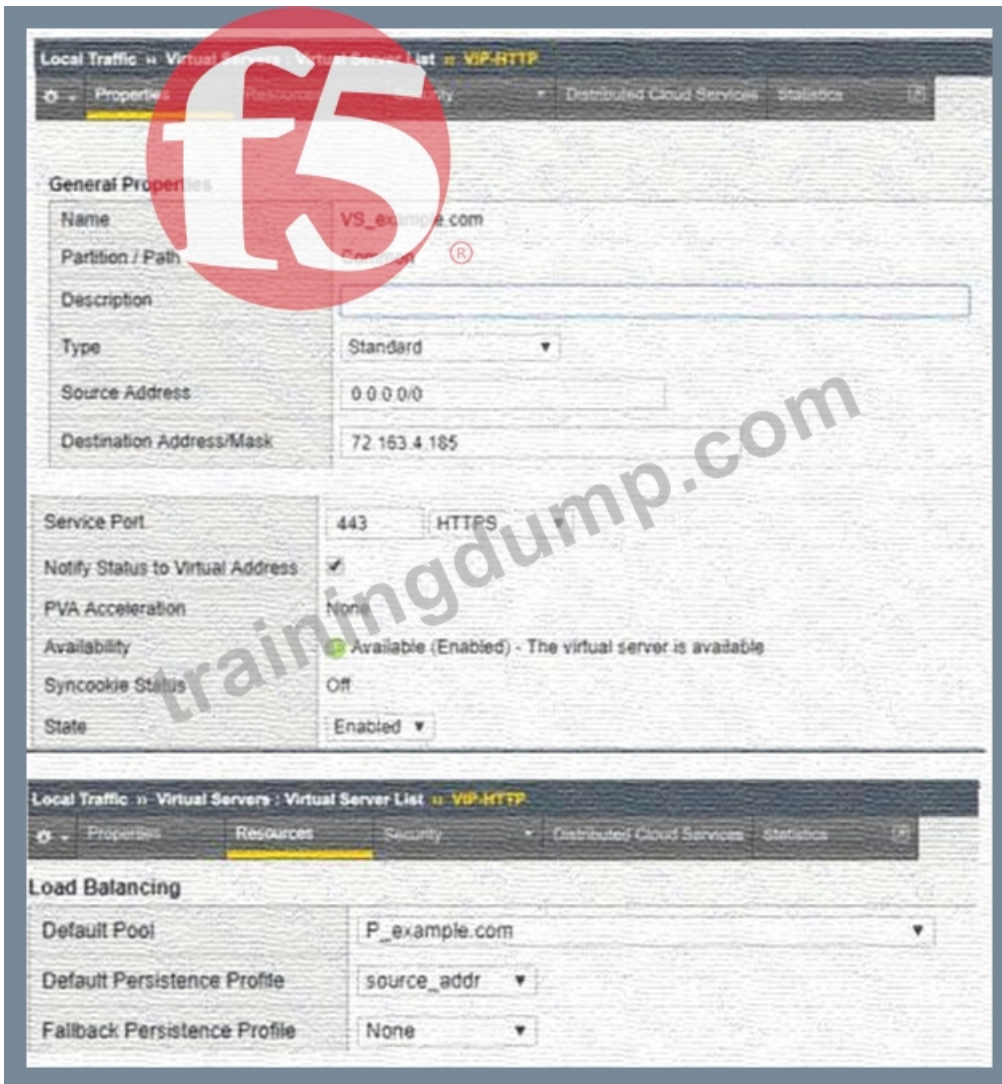 Local Traffic » Virtual Servers : Virtual Server List » VIP-HTTP
Properties Resources Security Distributed Cloud Services Statistics
f5
®
General Properties
Name VS_example.com
Partition / Path Common
Description
Type Standard
Source Address 0.0.0.0/0
Destination Address/Mask 72.163.4.185
Service Port 443 HTTPS
Notify Status to Virtual Address
PVA Acceleration None
Availability Available (Enabled) - The virtual server is available
Syncookie Status Off
State Enabled
trainingdump.com
Local Traffic » Virtual Servers : Virtual Server List » VIP-HTTP
Properties Resources Security Distributed Cloud Services Statistics
Load Balancing
Default Pool P_example.com
Default Persistence Profile source_addr
Fallback Persistence Profile None